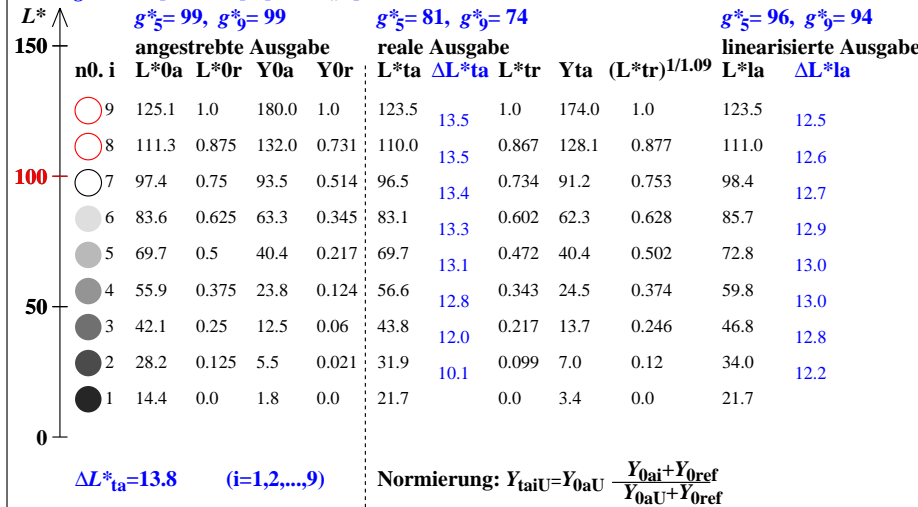 L* g*5= 99, g*9= 99 g*5= 81, g*9= 74 g*5= 96, g*9= 94
150 angestrebte Ausgabe reale Ausgabe linearisierte Ausgabe
n0. i L*0a L*0r Y0a Y0r L*ta ΔL*ta L*tr Yta (L*tr)1/1.09 L*la ΔL*la
9 125.1 1.0 180.0 1.0 123.5 1.0 174.0 1.0 123.5
13.5 12.5
8 111.3 0.875 132.0 0.731 110.0 0.867 128.1 0.877 111.0
13.5 12.6
100 7 97.4 0.75 93.5 0.514 96.5 0.734 91.2 0.753 98.4
13.4 12.7
6 83.6 0.625 63.3 0.345 83.1 0.602 62.3 0.628 85.7
13.3 12.9
5 69.7 0.5 40.4 0.217 69.7 0.472 40.4 0.502 72.8
13.1 13.0
4 55.9 0.375 23.8 0.124 56.6 0.343 24.5 0.374 59.8
50 12.8 13.0
3 42.1 0.25 12.5 0.06 43.8 0.217 13.7 0.246 46.8
12.0 12.8
2 28.2 0.125 5.5 0.021 31.9 0.099 7.0 0.12 34.0
10.1 12.2
1 14.4 0.0 1.8 0.0 21.7 0.0 3.4 0.0 21.7
0
ΔL*ta=13.8 (i=1,2,...,9) Normierung: YtaiU=Y0aU Y0ai+Y0ref
Y0aU+Y0ref